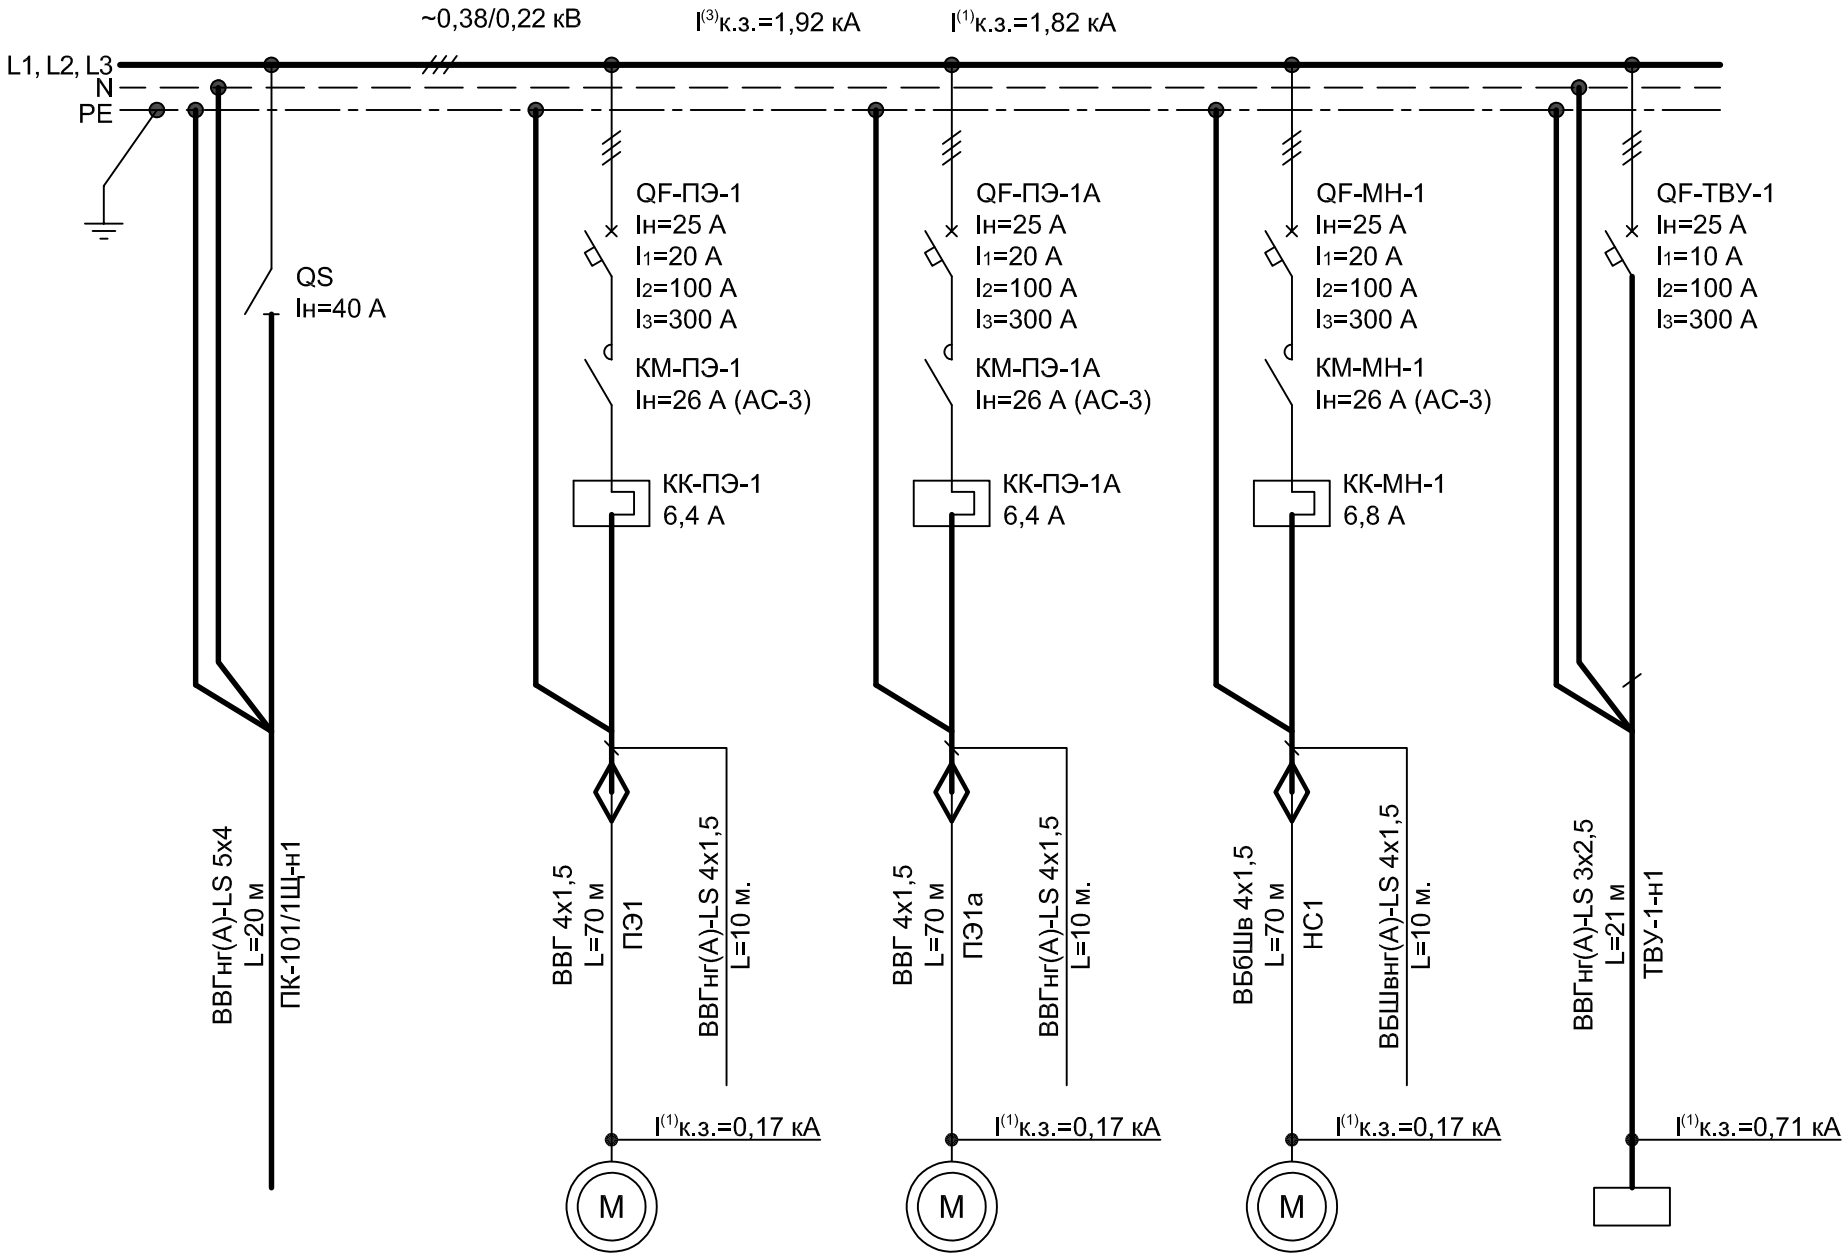 ~0,38/0,22 кВ
I(3)к.з.=1,92 кА
I(1)к.з.=1,82 кА
L1, L2, L3
N
PE
QS
Iн=40 А
QF-ПЭ-1
Iн=25 А
I1=20 А
I2=100 А
I3=300 А
КМ-ПЭ-1
Iн=26 А (АС-3)
КК-ПЭ-1
6,4 А
QF-ПЭ-1А
Iн=25 А
I1=20 А
I2=100 А
I3=300 А
КМ-ПЭ-1А
Iн=26 А (АС-3)
КК-ПЭ-1А
6,4 А
QF-МН-1
Iн=25 А
I1=20 А
I2=100 А
I3=300 А
КМ-МН-1
Iн=26 А (АС-3)
КК-МН-1
6,8 А
QF-ТВУ-1
Iн=25 А
I1=10 А
I2=100 А
I3=300 А
ВВГнг(А)-LS 5х4
L=20 м
ПК-101/1Щ-н1
ВВГ 4х1,5
L=70 м
ПЭ1
ВВГнг(А)-LS 4х1,5
L=10 м.
ВВГ 4х1,5
L=70 м
ПЭ1а
ВВГнг(А)-LS 4х1,5
L=10 м.
ВБбШв 4х1,5
L=70 м
НС1
ВБШвнг(А)-LS 4х1,5
L=10 м.
ВВГнг(А)-LS 3х2,5
L=21 м
ТВУ-1-н1
I(1)к.з.=0,17 кА
I(1)к.з.=0,17 кА
I(1)к.з.=0,17 кА
I(1)к.з.=0,71 кА
М
М
М